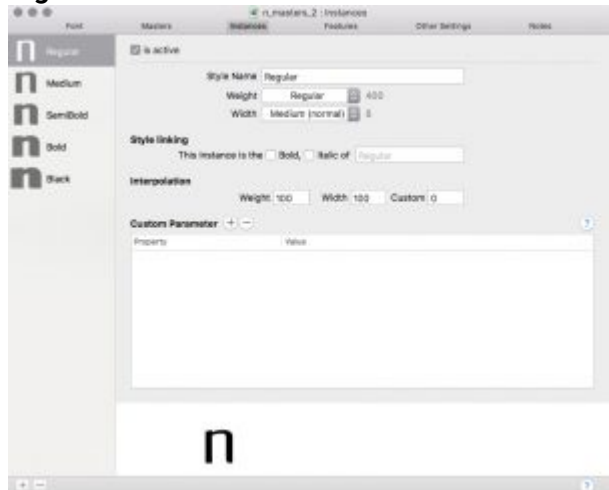 n_masters_2 : Instances
Font Masters Instances Features Other Settings Notes
n Regular
n Medium
n SemiBold
n Bold
n Black
is active
Style Name Regular
Weight Regular 400
Width Medium (normal) 5
Style linking
This instance is the Bold, Italic of Regular
Interpolation
Weight 100 Width 100 Custom 0
Custom Parameter + − ?
Property Value
n
+ − ?